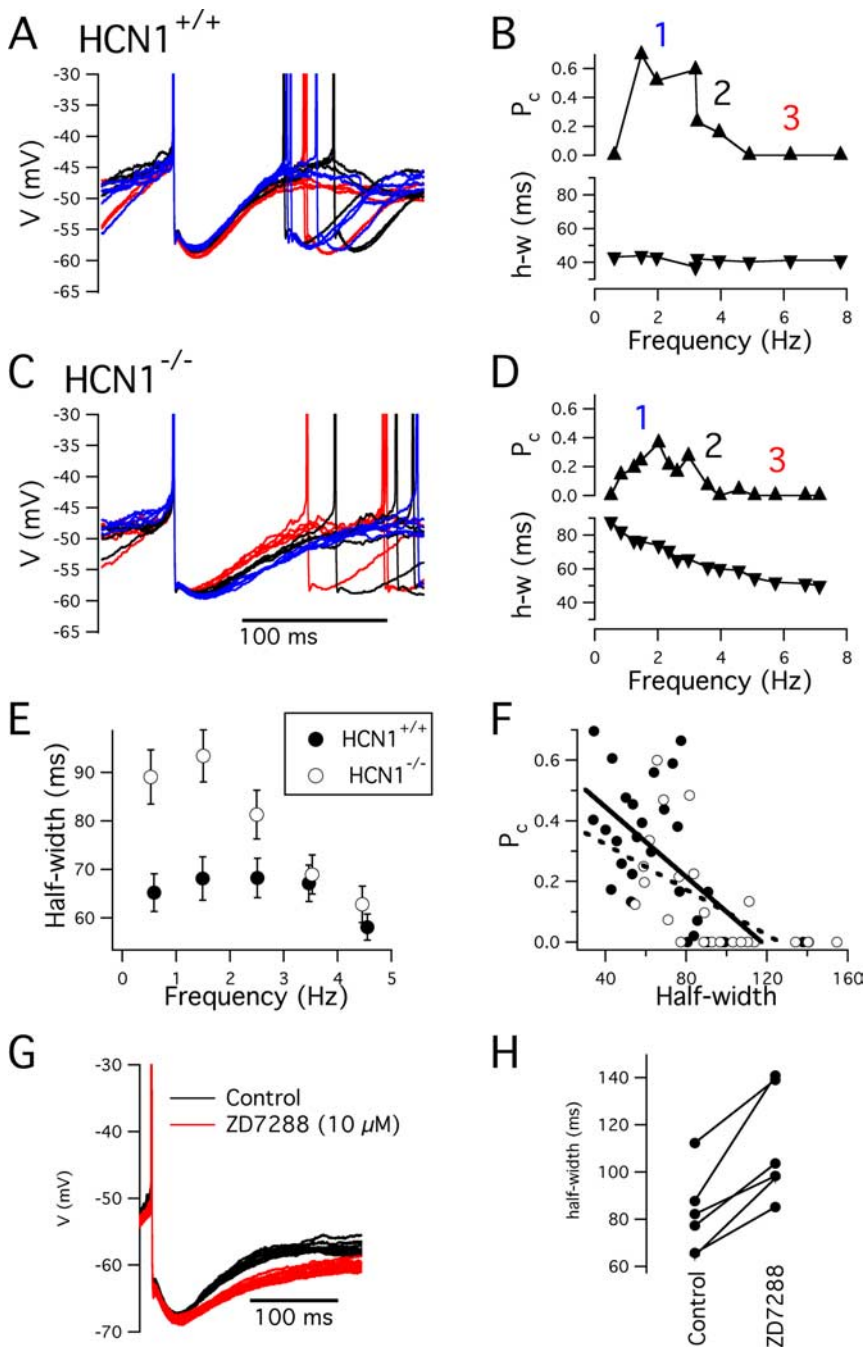 A HCN1+/+
-30
-35
-40
-45
-50
-55
-60
-65
V (mV)
B
1
2
3
0.6
0.4
0.2
0.0
Pc
80
60
40
h-w (ms)
0 2 4 6 8
Frequency (Hz)
C HCN1-/-
-30
-35
-40
-45
-50
-55
-60
-65
V (mV)
100 ms
D
1
2
3
0.6
0.4
0.2
0.0
Pc
80
60
40
h-w (ms)
0 2 4 6 8
Frequency (Hz)
E
HCN1+/+
HCN1-/-
90
80
70
60
Half-width (ms)
0 1 2 3 4 5
Frequency (Hz)
F
0.6
0.4
0.2
0.0
Pc
40 80 120 160
Half-width
G
-30
-50
-60
-70
V (mV)
Control
ZD7288 (10 µM)
100 ms
H
140
120
100
80
60
half-width (ms)
Control
ZD7288